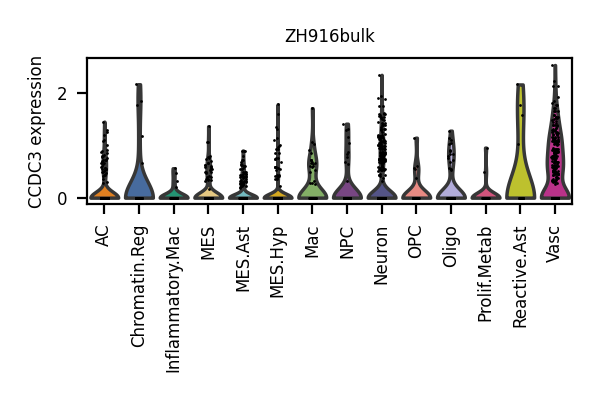 ZH916bulk
CCDC3 expression
2
0
AC
Chromatin.Reg
Inflammatory.Mac
MES
MES.Ast
MES.Hyp
Mac
NPC
Neuron
OPC
Oligo
Prolif.Metab
Reactive.Ast
Vasc